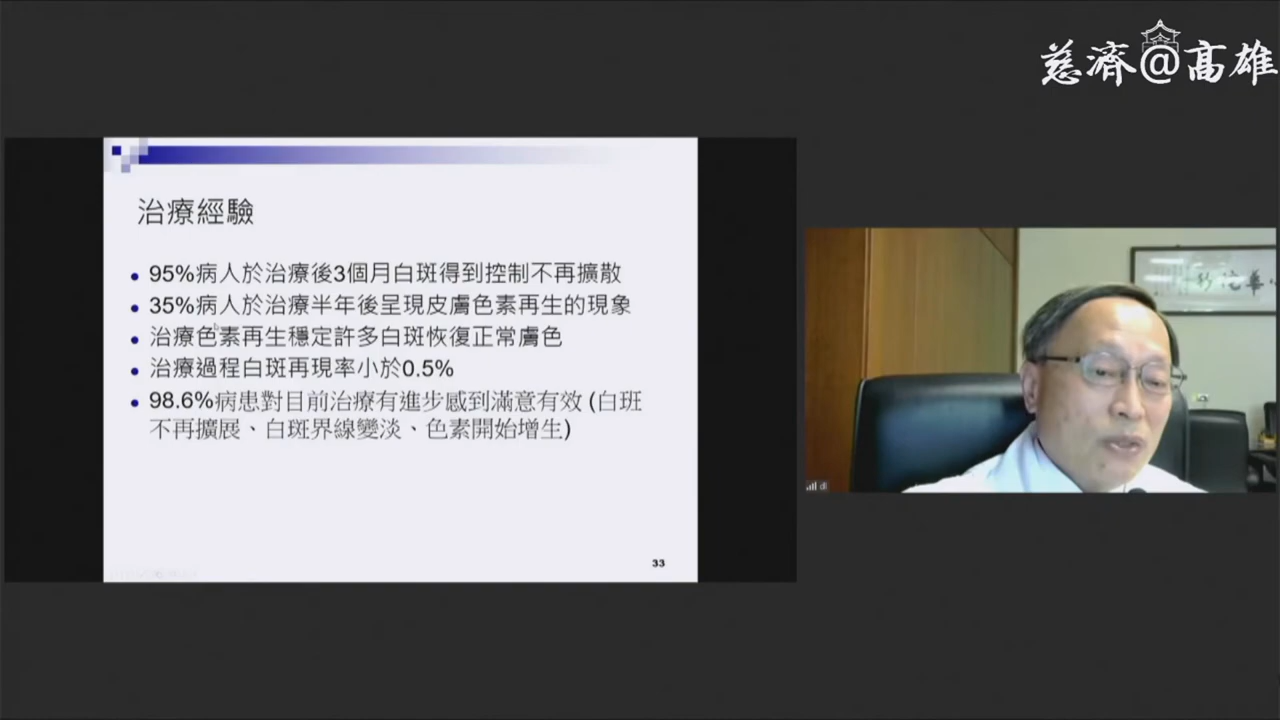 慈濟@高雄
治療經驗
95%病人於治療後3個月白斑得到控制不再擴散
35%病人於治療半年後呈現皮膚色素再生的現象
治療色素再生穩定許多白斑恢復正常膚色
治療過程白斑再現率小於0.5%
98.6%病患對目前治療有進步感到滿意有效 (白斑
不再擴展、白斑界線變淡、色素開始增生)
33